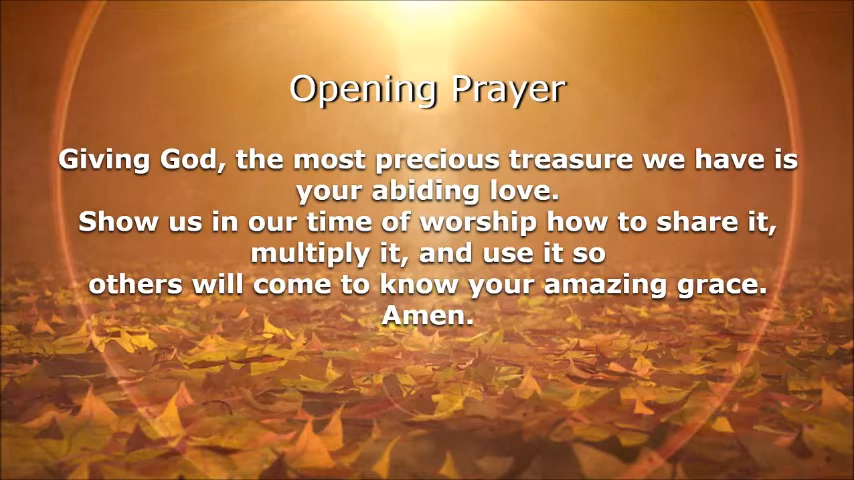 Opening Prayer
Giving God, the most precious treasure we have is
your abiding love.
Show us in our time of worship how to share it,
multiply it, and use it so
others will come to know your amazing grace.
Amen.